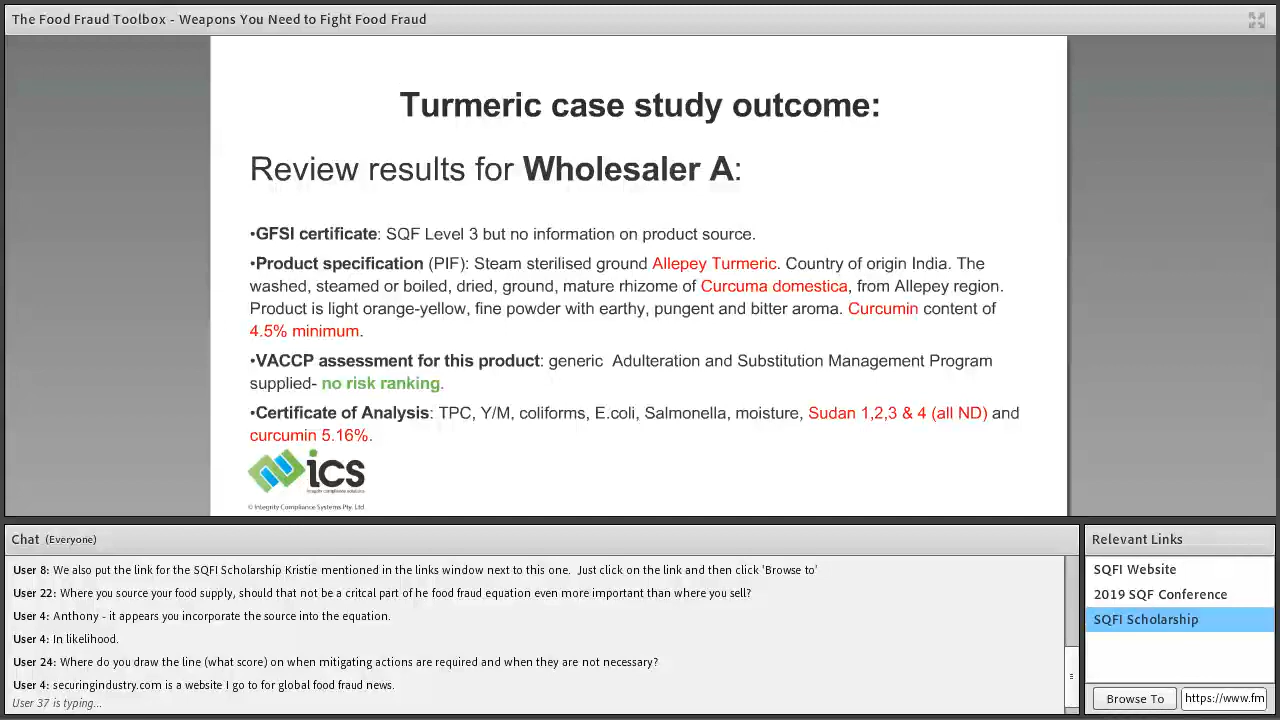 The Food Fraud Toolbox - Weapons You Need to Fight Food Fraud
Turmeric case study outcome:
Review results for Wholesaler A:
•GFSI certificate: SQF Level 3 but no information on product source.
•Product specification (PIF): Steam sterilised ground Allepey Turmeric. Country of origin India. The
washed, steamed or boiled, dried, ground, mature rhizome of Curcuma domestica, from Allepey region.
Product is light orange-yellow, fine powder with earthy, pungent and bitter aroma. Curcumin content of
4.5% minimum.
•VACCP assessment for this product: generic Adulteration and Substitution Management Program
supplied- no risk ranking.
•Certificate of Analysis: TPC, Y/M, coliforms, E.coli, Salmonella, moisture, Sudan 1,2,3 & 4 (all ND) and
curcumin 5.16%.
ics
integrity compliance solutions
© Integrity Compliance Systems Pty. Ltd
Chat (Everyone)
User 8: We also put the link for the SQFI Scholarship Kristie mentioned in the links window next to this one. Just click on the link and then click 'Browse to'
User 22: Where you source your food supply, should that not be a critcal part of he food fraud equation even more important than where you sell?
User 4: Anthony - it appears you incorporate the source into the equation.
User 4: In likelihood.
User 24: Where do you draw the line (what score) on when mitigating actions are required and when they are not necessary?
User 4: securingindustry.com is a website I go to for global food fraud news.
User 37 is typing...
Relevant Links
SQFI Website
2019 SQF Conference
SQFI Scholarship
Browse To
https://www.fm